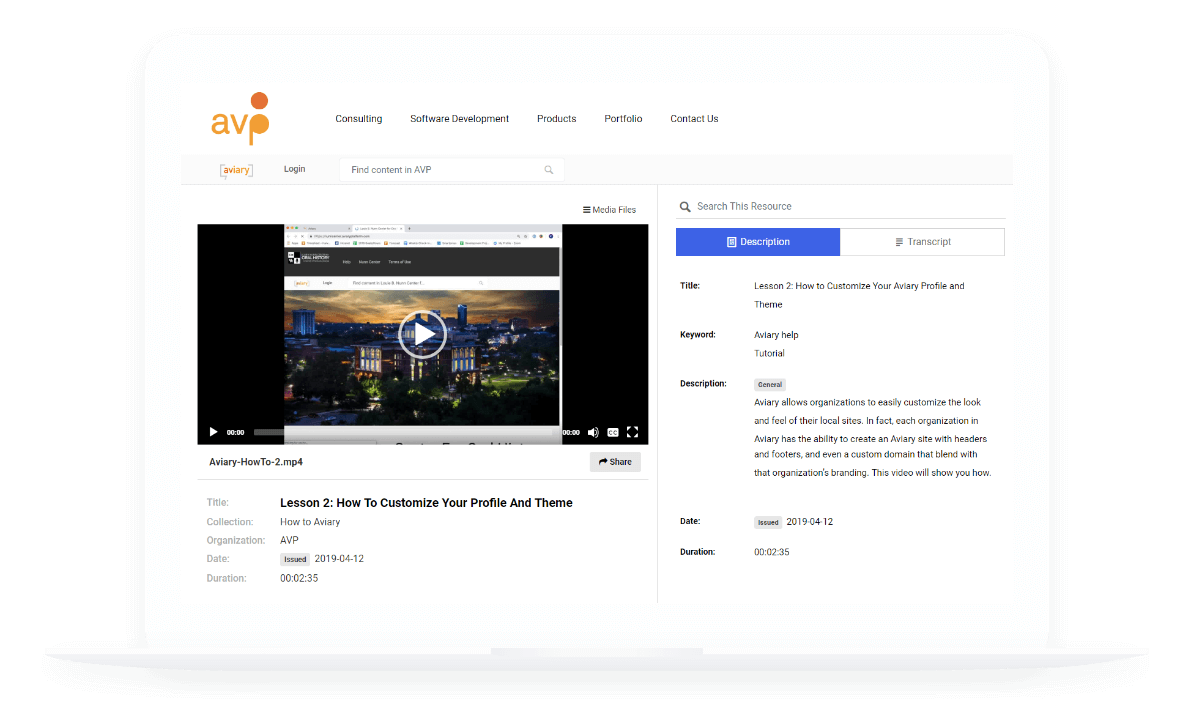 avp
Consulting Software Development Products Portfolio Contact Us
[aviary] Login Find content in AVP
Media Files
Help Nunn Center Terms of Use
aviary Login
00:00 00:00 CC
Aviary-HowTo-2.mp4 Share
Title: Lesson 2: How To Customize Your Profile And Theme
Collection: How to Aviary
Organization: AVP
Date: Issued 2019-04-12
Duration: 00:02:35
Search This Resource
Description Transcript
Title: Lesson 2: How to Customize Your Aviary Profile and
Theme
Keyword: Aviary help
Tutorial
Description: General
Aviary allows organizations to easily customize the look
and feel of their local sites. In fact, each organization in
Aviary has the ability to create an Aviary site with headers
and footers, and even a custom domain that blend with
that organization's branding. This video will show you how.
Date: Issued 2019-04-12
Duration: 00:02:35